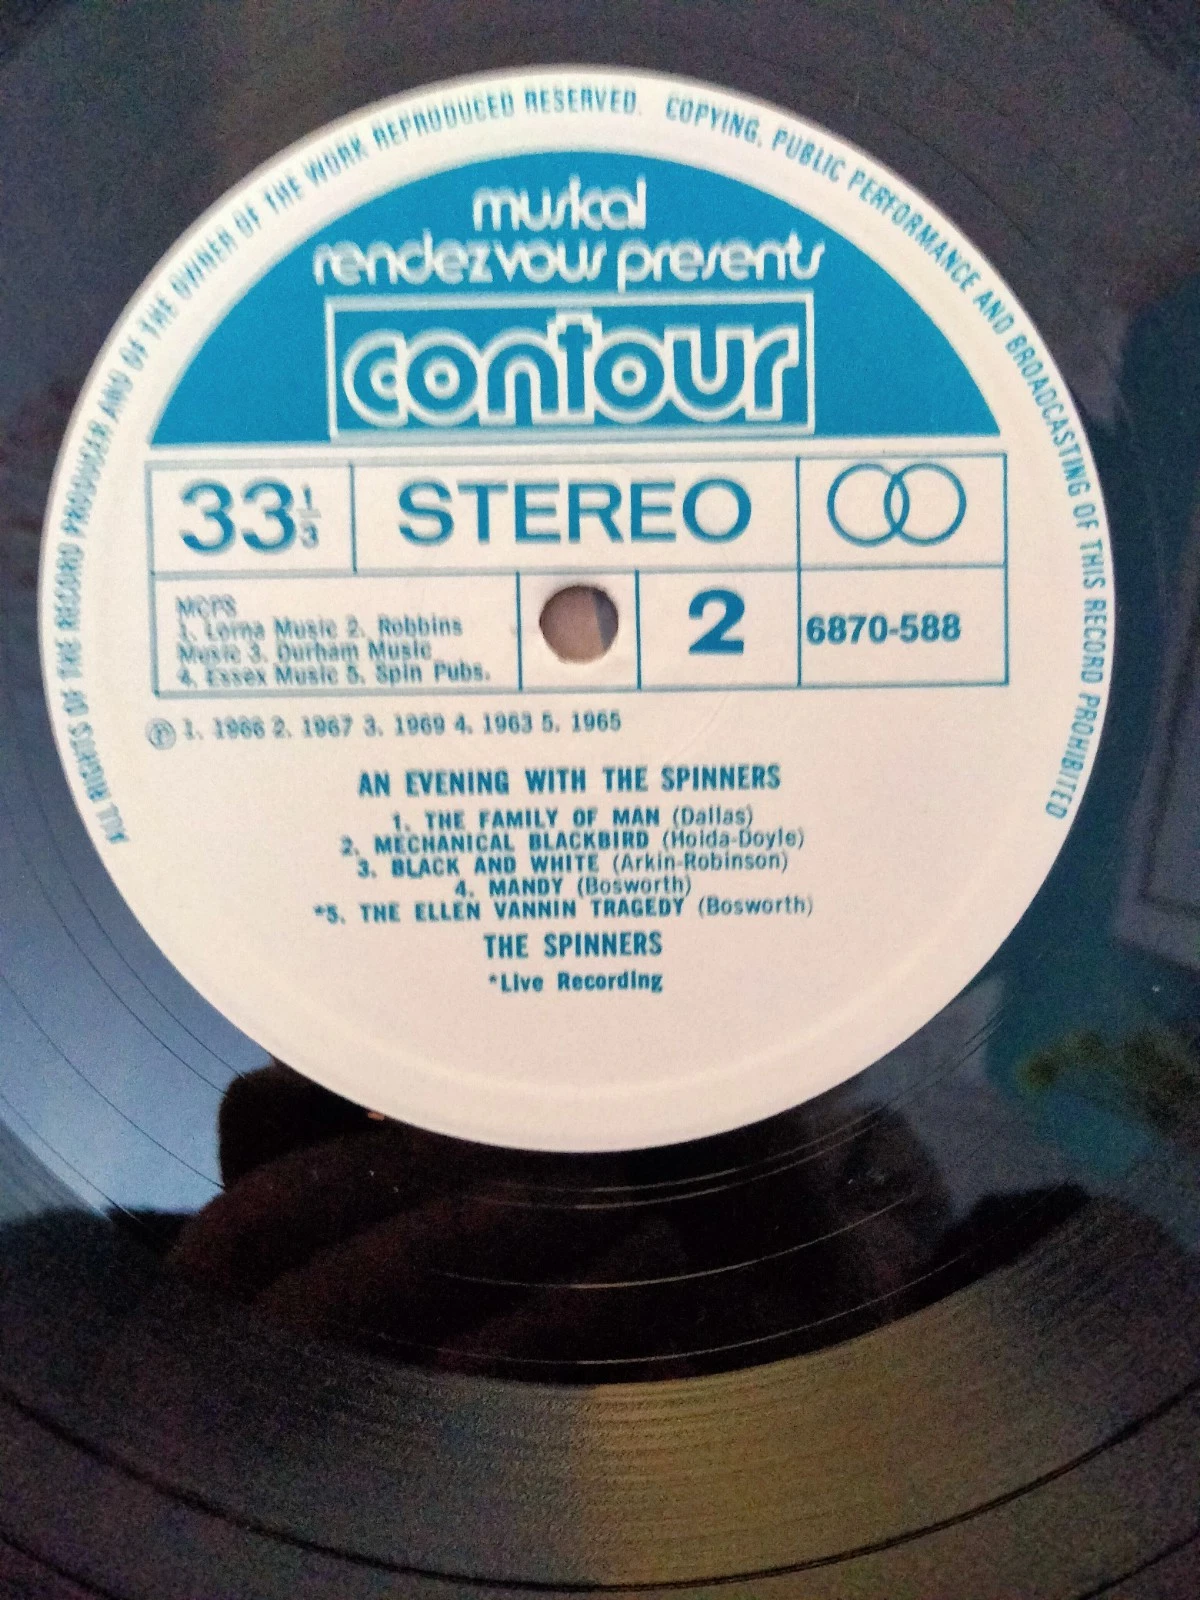 ALL RIGHTS OF THE RECORD PRODUCER AND OF THE OWNER OF THE WORK REPRODUCED RESERVED. COPYING, PUBLIC PERFORMANCE AND BROADCASTING OF THIS RECORD PROHIBITED
musical
rendezvous presents
contour
33 1/3 STEREO
MCPS
1. Lorna Music 2. Robbins
Music 3. Durham Music
4. Essex Music 5. Spin Pubs.
2
6870-588
℗ 1. 1966 2. 1967 3. 1969 4. 1963 5. 1965
AN EVENING WITH THE SPINNERS
1. THE FAMILY OF MAN (Dallas)
2. MECHANICAL BLACKBIRD (Hoida-Doyle)
3. BLACK AND WHITE (Arkin-Robinson)
4. MANDY (Bosworth)
*5. THE ELLEN VANNIN TRAGEDY (Bosworth)
THE SPINNERS
*Live Recording